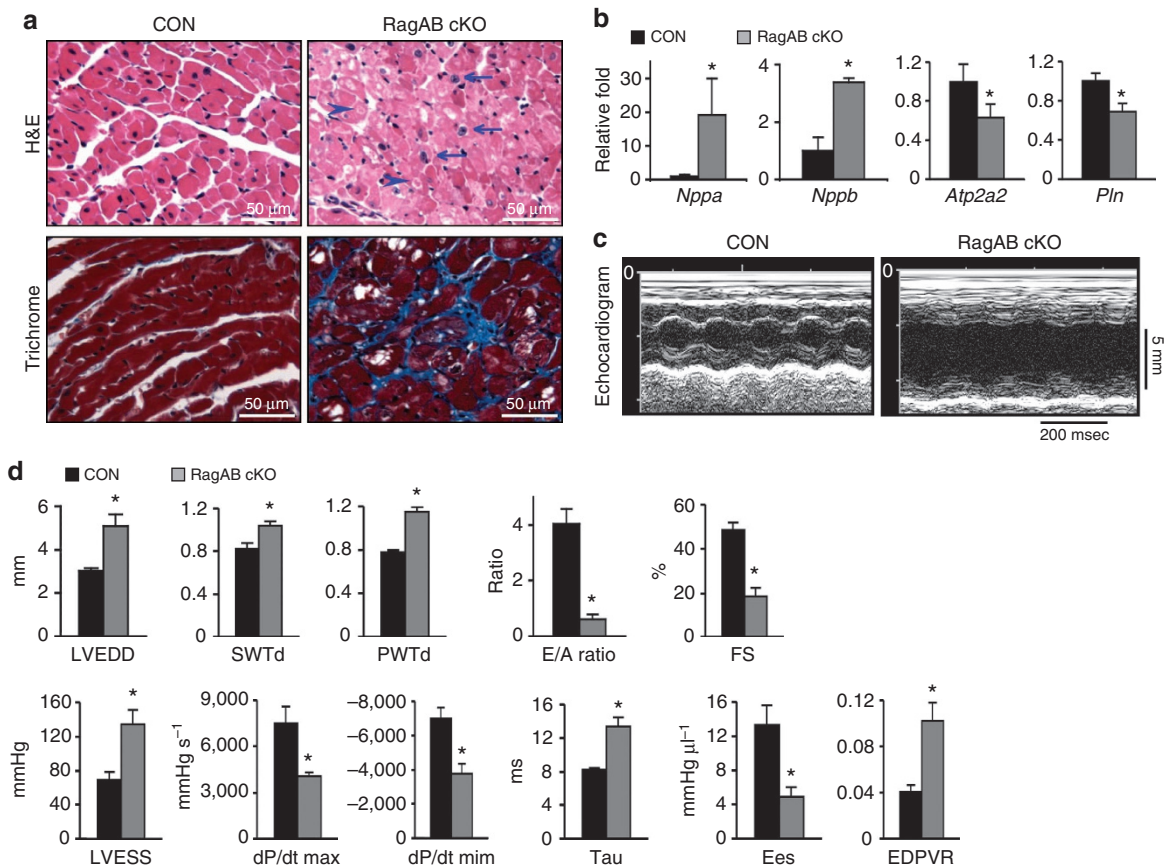 a
CON
RagAB cKO
H&E
50 μm
50 μm
Trichrome
50 μm
50 μm
b
CON
RagAB cKO
Relative fold
30
20
10
0
*
Nppa
4
2
0
*
Nppb
1.2
0.8
0.4
0
*
Atp2a2
1.2
0.8
0.4
0
*
Pln
c
CON
RagAB cKO
Echocardiogram
0
0
5 mm
200 msec
d
CON
RagAB cKO
mm
6
4
2
0
*
LVEDD
1.2
0.8
0.4
0
*
SWTd
1.2
0.8
0.4
0
*
PWTd
Ratio
4
2
0
*
E/A ratio
%
60
40
20
0
*
FS
mmHg
160
120
80
40
0
*
LVESS
mmHg s⁻¹
9,000
6,000
3,000
0
*
dP/dt max
–8,000
–6,000
–4,000
–2,000
0
*
dP/dt mim
ms
16
12
8
4
0
*
Tau
mmHg μl⁻¹
16
12
8
4
0
*
Ees
0.12
0.08
0.04
0
*
EDPVR